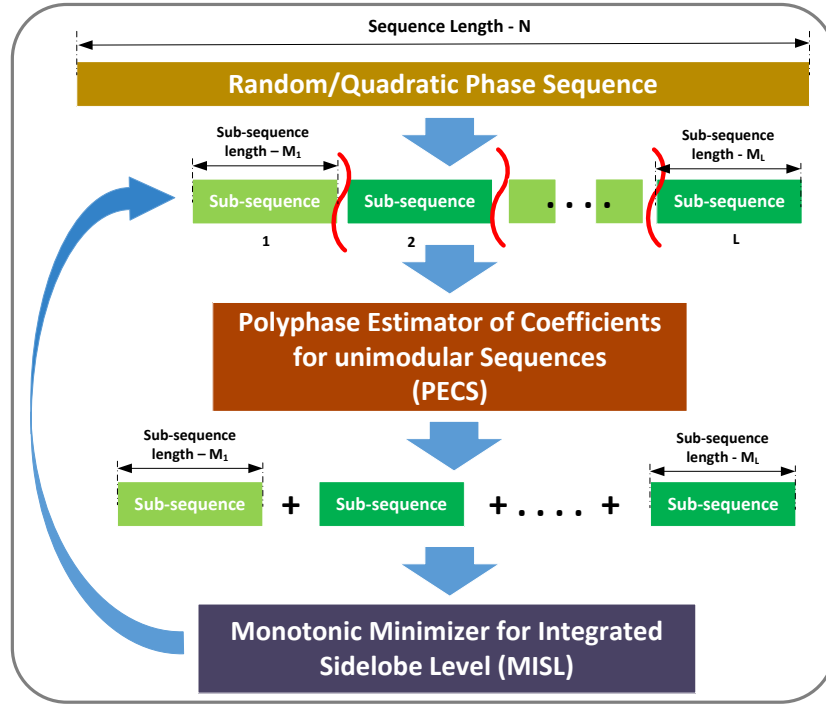 Sequence Length - N
Random/Quadratic Phase Sequence
Sub-sequence
length – M1
Sub-sequence
length - ML
Sub-sequence
Sub-sequence
. . . .
Sub-sequence
1
2
L
Polyphase Estimator of Coefficients
for unimodular Sequences
(PECS)
Sub-sequence
length – M1
Sub-sequence
length - ML
Sub-sequence
+
Sub-sequence
+ . . . . +
Sub-sequence
Monotonic Minimizer for Integrated
Sidelobe Level (MISL)